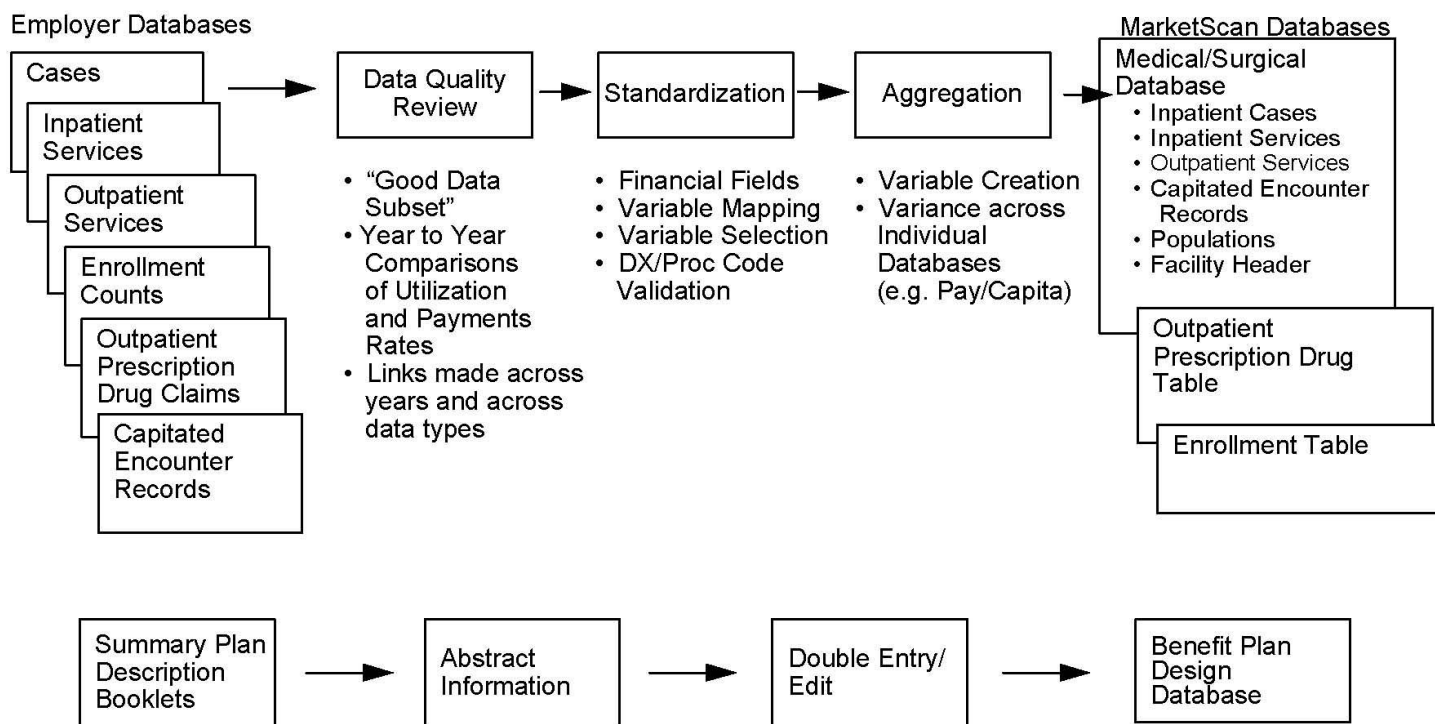 Employer Databases
Cases
Inpatient
Services
Outpatient
Services
Enrollment
Counts
Outpatient
Prescription
Drug Claims
Capitated
Encounter
Records
Data Quality
Review
• “Good Data
Subset”
• Year to Year
Comparisons
of Utilization
and Payments
Rates
• Links made across
years and across
data types
Standardization
• Financial Fields
• Variable Mapping
• Variable Selection
• DX/Proc Code
Validation
Aggregation
• Variable Creation
• Variance across
Individual
Databases
(e.g. Pay/Capita)
MarketScan Databases
Medical/Surgical
Database
• Inpatient Cases
• Inpatient Services
• Outpatient Services
• Capitated Encounter
Records
• Populations
• Facility Header
Outpatient
Prescription Drug
Table
Enrollment Table
Summary Plan
Description
Booklets
Abstract
Information
Double Entry/
Edit
Benefit Plan
Design
Database